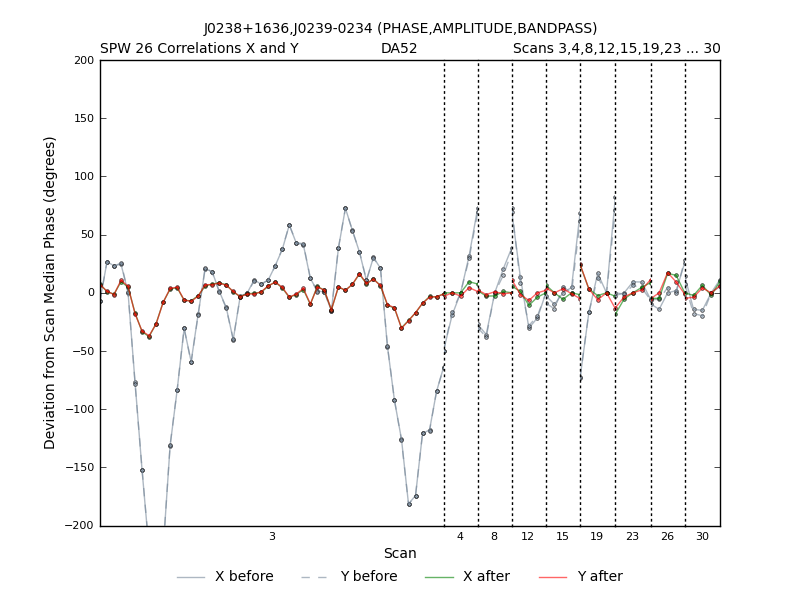 J0238+1636,J0239-0234 (PHASE,AMPLITUDE,BANDPASS)
SPW 26 Correlations X and Y DA52 Scans 3,4,8,12,15,19,23 ... 30
200
150
100
50
0
−50
−100
−150
−200
Deviation from Scan Median Phase (degrees)
3 4 8 12 15 19 23 26 30
Scan
X before Y before X after Y after